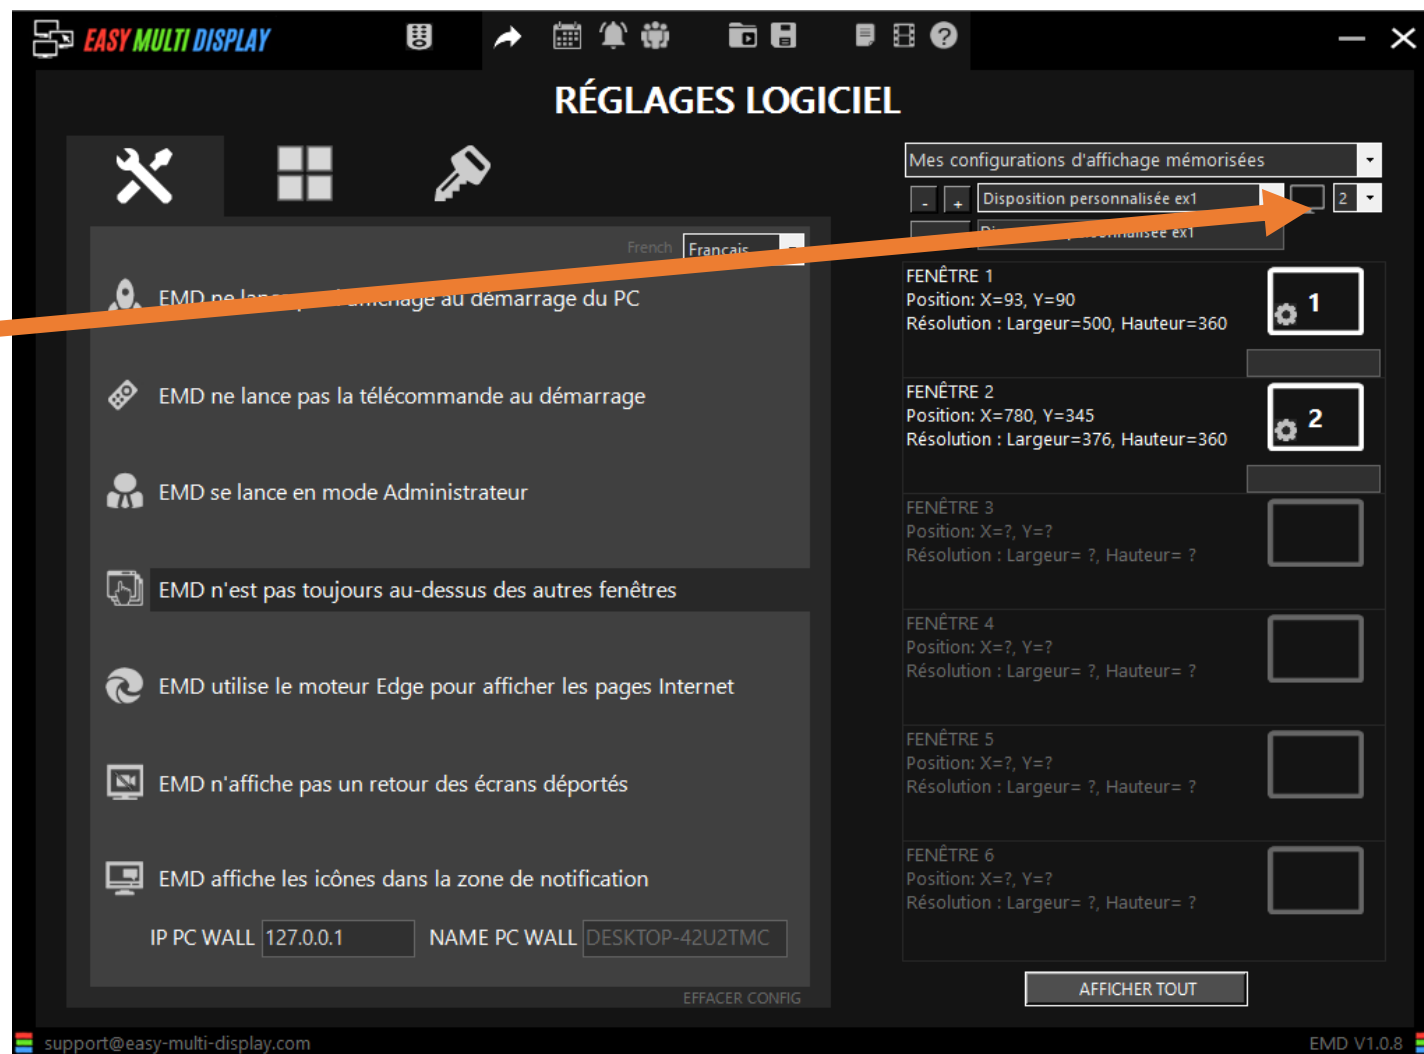 EASY MULTI DISPLAY
RÉGLAGES LOGICIEL
Mes configurations d'affichage mémorisées
- + Disposition personnalisée ex1 2
ex1
French Français
EMD ne au démarrage du PC
EMD ne lance pas la télécommande au démarrage
EMD se lance en mode Administrateur
EMD n'est pas toujours au-dessus des autres fenêtres
EMD utilise le moteur Edge pour afficher les pages Internet
EMD n'affiche pas un retour des écrans déportés
EMD affiche les icônes dans la zone de notification
IP PC WALL 127.0.0.1 NAME PC WALL DESKTOP-42U2TMC
EFFACER CONFIG
FENÊTRE 1
Position: X=93, Y=90
Résolution : Largeur=500, Hauteur=360
1
FENÊTRE 2
Position: X=780, Y=345
Résolution : Largeur=376, Hauteur=360
2
FENÊTRE 3
Position: X=?, Y=?
Résolution : Largeur= ?, Hauteur= ?
FENÊTRE 4
Position: X=?, Y=?
Résolution : Largeur= ?, Hauteur= ?
FENÊTRE 5
Position: X=?, Y=?
Résolution : Largeur= ?, Hauteur= ?
FENÊTRE 6
Position: X=?, Y=?
Résolution : Largeur= ?, Hauteur= ?
AFFICHER TOUT
support@easy-multi-display.com
EMD V1.0.8